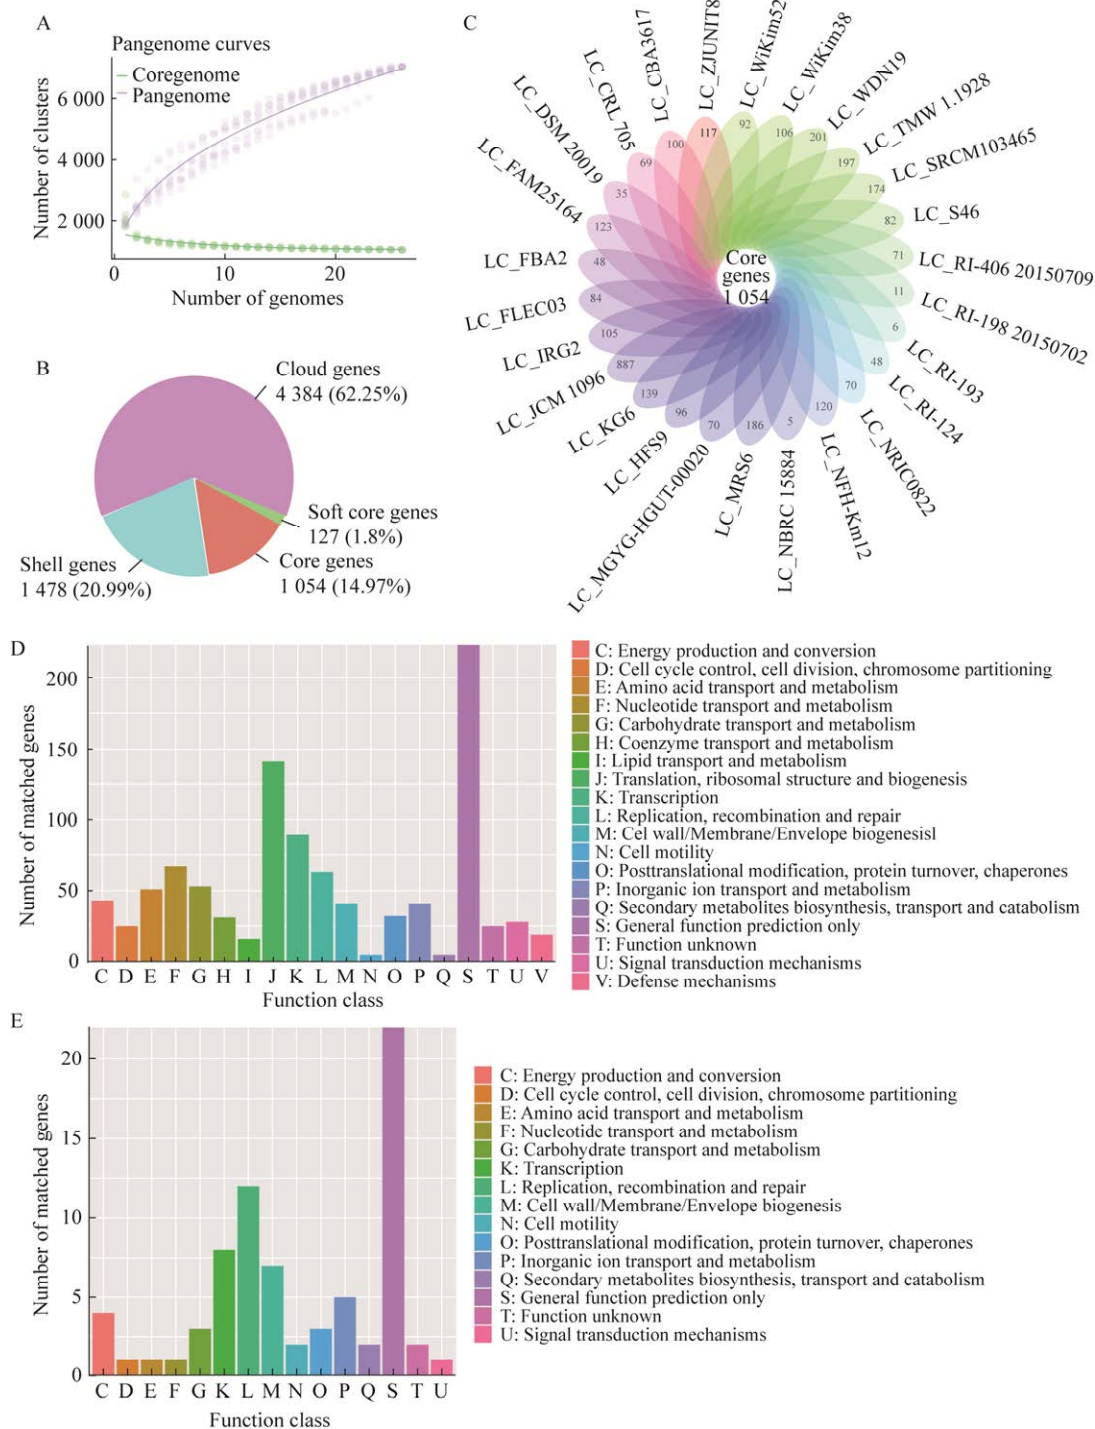 A
Pangenome curves
Coregenome
Pangenome
Number of clusters
6 000
4 000
2 000
0
10
20
Number of genomes
B
Cloud genes
4 384 (62.25%)
Soft core genes
127 (1.8%)
Core genes
1 054 (14.97%)
Shell genes
1 478 (20.99%)
C
Core
genes
1 054
LC_ZJUNIT8
117
LC_WiKim52
92
LC_WiKim38
106
LC_WDN19
201
LC_TMW 1.1928
197
LC_SRCM103465
174
LC_S46
82
LC_RI-406 20150709
71
LC_RI-198 20150702
11
LC_RI-193
6
LC_RI-124
48
LC_NRIC0822
70
LC_NFH-Km12
120
LC_NBRC 15884
5
LC_MRS6
186
LC_MGYG-HGUT-00020
70
LC_HFS9
96
LC_KG6
139
LC_JCM 1096
887
LC_IRG2
105
LC_FLEC03
84
LC_FBA2
48
LC_FAM25164
123
LC_DSM 20019
35
LC_CRL 705
69
LC_CBA3617
100
D
Number of matched genes
200
150
100
50
0
C D E F G H I J K L M N O P Q S T U V
Function class
C: Energy production and conversion
D: Cell cycle control, cell division, chromosome partitioning
E: Amino acid transport and metabolism
F: Nucleotide transport and metabolism
G: Carbohydrate transport and metabolism
H: Coenzyme transport and metabolism
I: Lipid transport and metabolism
J: Translation, ribosomal structure and biogenesis
K: Transcription
L: Replication, recombination and repair
M: Cel wall/Membrane/Envelope biogenesisl
N: Cell motility
O: Posttranslational modification, protein turnover, chaperones
P: Inorganic ion transport and metabolism
Q: Secondary metabolites biosynthesis, transport and catabolism
S: General function prediction only
T: Function unknown
U: Signal transduction mechanisms
V: Defense mechanisms
E
Number of matched genes
20
15
10
5
0
C D E F G K L M N O P Q S T U
Function class
C: Energy production and conversion
D: Cell cycle control, cell division, chromosome partitioning
E: Amino acid transport and metabolism
F: Nucleotide transport and metabolism
G: Carbohydrate transport and metabolism
K: Transcription
L: Replication, recombination and repair
M: Cell wall/Membrane/Envelope biogenesis
N: Cell motility
O: Posttranslational modification, protein turnover, chaperones
P: Inorganic ion transport and metabolism
Q: Secondary metabolites biosynthesis, transport and catabolism
S: General function prediction only
T: Function unknown
U: Signal transduction mechanisms